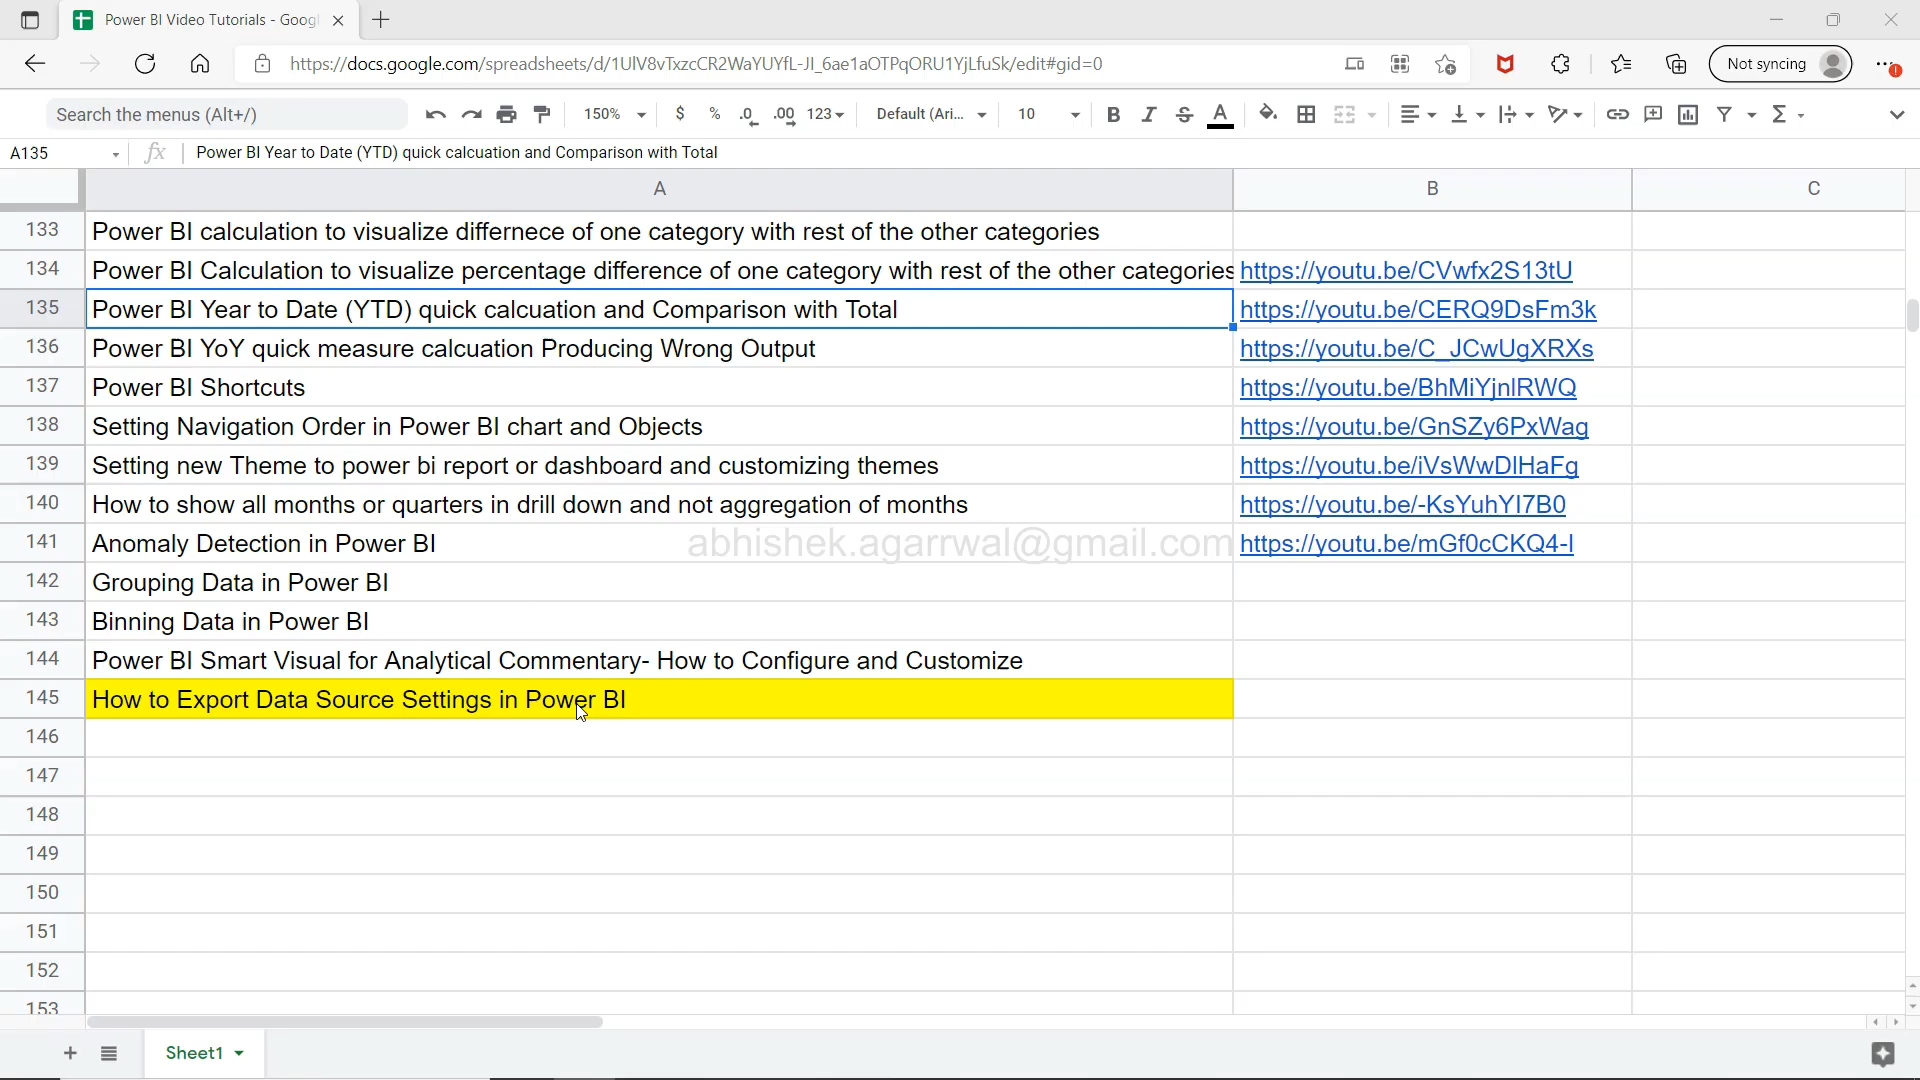 Power BI Video Tutorials - Goog
https://docs.google.com/spreadsheets/d/1UlV8vTxzcCR2WaYUYfL-JI_6ae1aOTPqORU1YjLfuSk/edit#gid=0
Not syncing
Search the menus (Alt+/)
150%
$
%
.0
.00
123
Default (Ari...
10
B
I
S
A
A135
fx
Power BI Year to Date (YTD) quick calcuation and Comparison with Total
A B C
133 Power BI calculation to visualize differnece of one category with rest of the other categories
134 Power BI Calculation to visualize percentage difference of one category with rest of the other categories https://youtu.be/CVwfx2S13tU
135 Power BI Year to Date (YTD) quick calcuation and Comparison with Total https://youtu.be/CERQ9DsFm3k
136 Power BI YoY quick measure calcuation Producing Wrong Output https://youtu.be/C_JCwUgXRXs
137 Power BI Shortcuts https://youtu.be/BhMiYjnlRWQ
138 Setting Navigation Order in Power BI chart and Objects https://youtu.be/GnSZy6PxWag
139 Setting new Theme to power bi report or dashboard and customizing themes https://youtu.be/iVsWwDlHaFg
140 How to show all months or quarters in drill down and not aggregation of months https://youtu.be/-KsYuhYI7B0
141 Anomaly Detection in Power BI abhishek.agarrwal@gmail.com https://youtu.be/mGf0cCKQ4-I
142 Grouping Data in Power BI
143 Binning Data in Power BI
144 Power BI Smart Visual for Analytical Commentary- How to Configure and Customize
145 How to Export Data Source Settings in Power BI
146
147
148
149
150
151
152
153
Sheet1